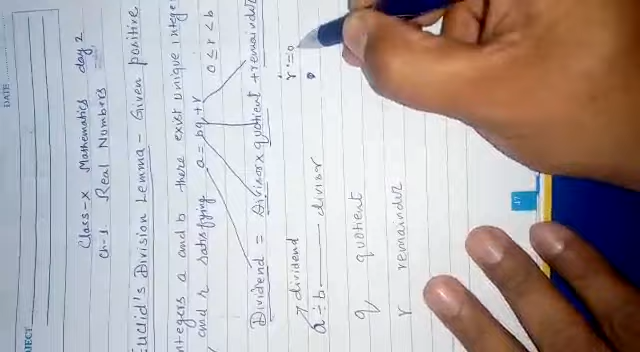 DATE
Class-X Mathematics day 2
Ch-1 Real Numbers
Euclid's Division Lemma - Given positive
integers a and b there exist unique intege
and r satisfying a = bq + r 0 ≤ r < b
Dividend = Divisor x quotient + remainder
r = 0
dividend
a ÷ b divisor
q quotient
r remainder